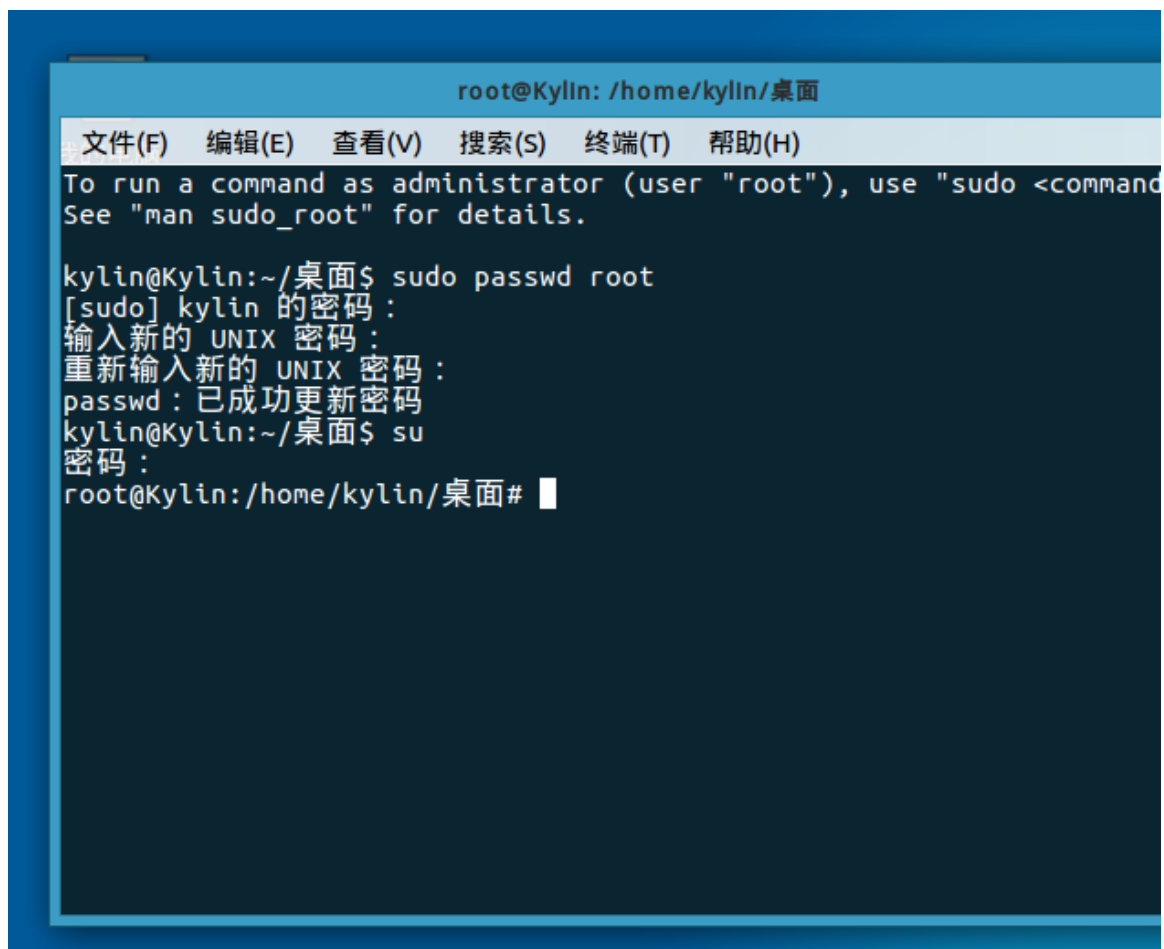 root@Kylin: /home/kylin/桌面
文件(F) 编辑(E) 查看(V) 搜索(S) 终端(T) 帮助(H)
To run a command as administrator (user "root"), use "sudo <command
See "man sudo_root" for details.
kylin@Kylin:~/桌面$ sudo passwd root
[sudo] kylin 的密码：
输入新的 UNIX 密码：
重新输入新的 UNIX 密码：
passwd：已成功更新密码
kylin@Kylin:~/桌面$ su
密码：
root@Kylin:/home/kylin/桌面#